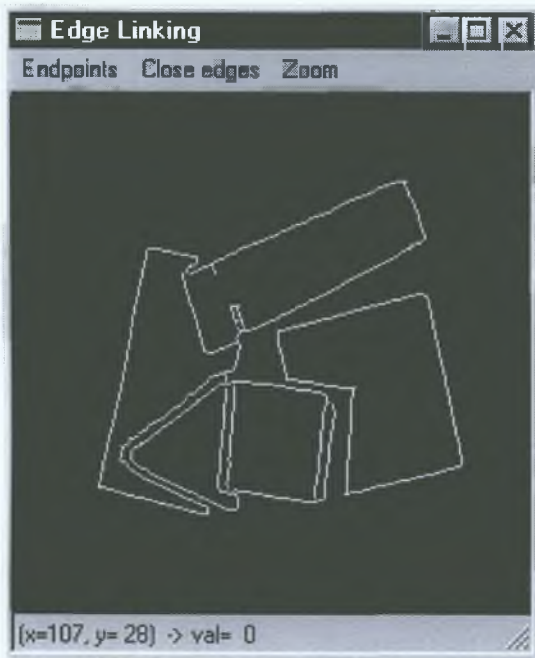 Edge Linking
Endpoints Close edges Zoom
(x=107, y= 28) -> val= 0